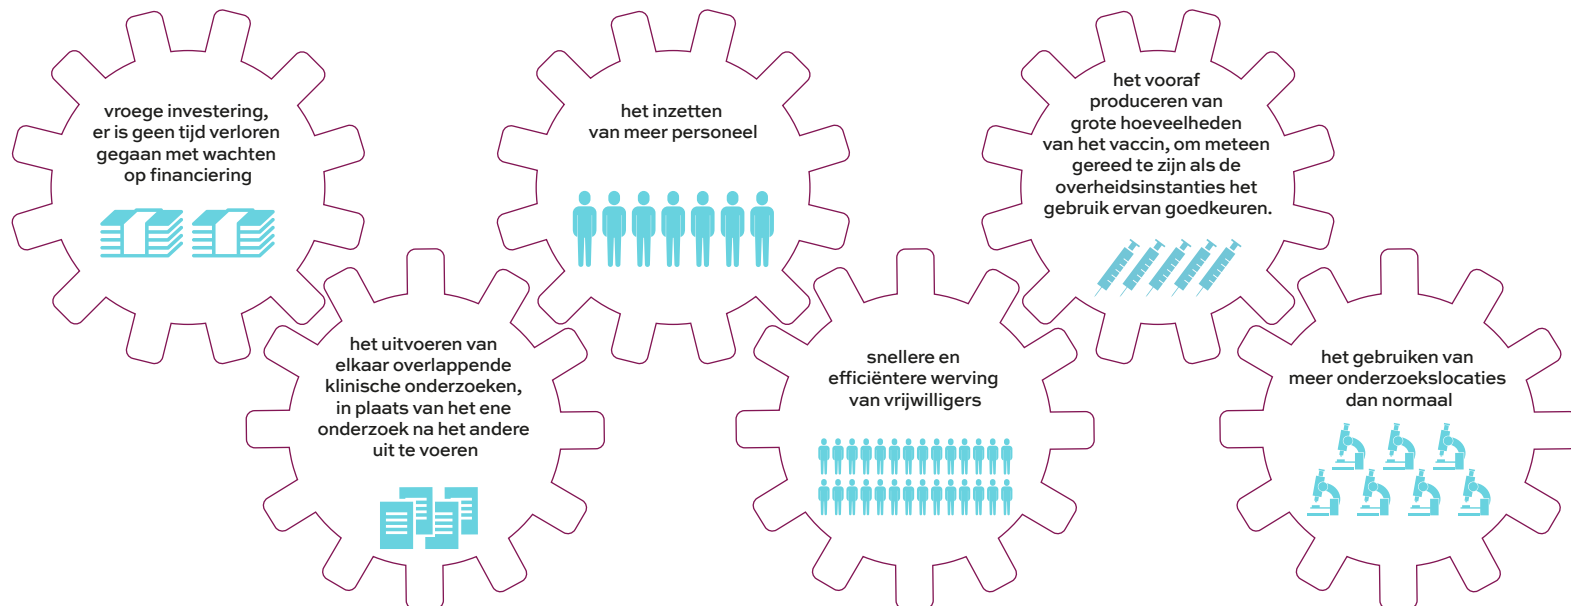 vroege investering,
er is geen tijd verloren
gegaan met wachten
op financiering
het uitvoeren van
elkaar overlappende
klinische onderzoeken,
in plaats van het ene
onderzoek na het andere
uit te voeren
het inzetten
van meer personeel
snellere en
efficiëntere werving
van vrijwilligers
het vooraf
produceren van
grote hoeveelheden
van het vaccin, om meteen
gereed te zijn als de
overheidsinstanties het
gebruik ervan goedkeuren.
het gebruiken van
meer onderzoekslocaties
dan normaal